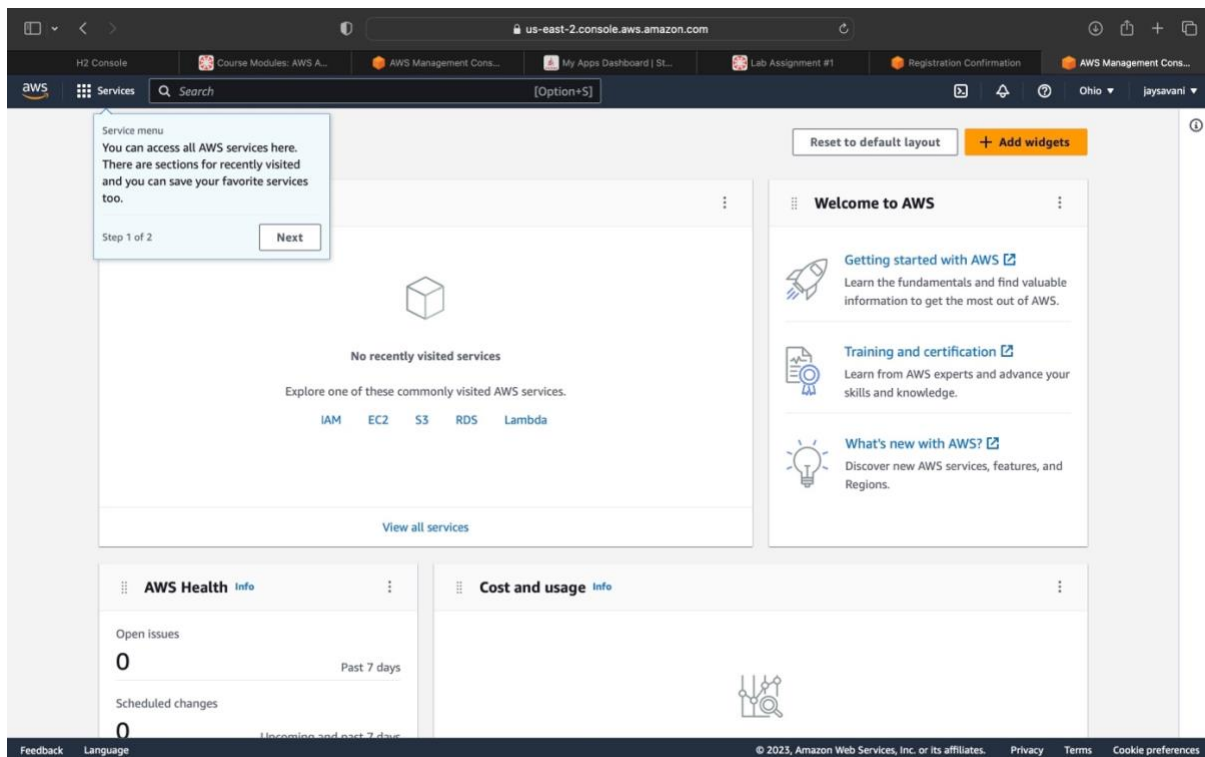 us-east-2.console.aws.amazon.com
H2 Console
Course Modules: AWS A...
AWS Management Cons...
My Apps Dashboard | St...
Lab Assignment #1
Registration Confirmation
AWS Management Cons...
aws
Services
Search
[Option+S]
Ohio
jaysavani
Service menu
You can access all AWS services here.
There are sections for recently visited
and you can save your favorite services
too.
Step 1 of 2
Next
Reset to default layout
+ Add widgets
No recently visited services
Explore one of these commonly visited AWS services.
IAM EC2 S3 RDS Lambda
View all services
Welcome to AWS
Getting started with AWS
Learn the fundamentals and find valuable
information to get the most out of AWS.
Training and certification
Learn from AWS experts and advance your
skills and knowledge.
What's new with AWS?
Discover new AWS services, features, and
Regions.
AWS Health Info
Open issues
0
Past 7 days
Scheduled changes
0
Upcoming and past 7 days
Cost and usage Info
Feedback
Language
© 2023, Amazon Web Services, Inc. or its affiliates.
Privacy
Terms
Cookie preferences